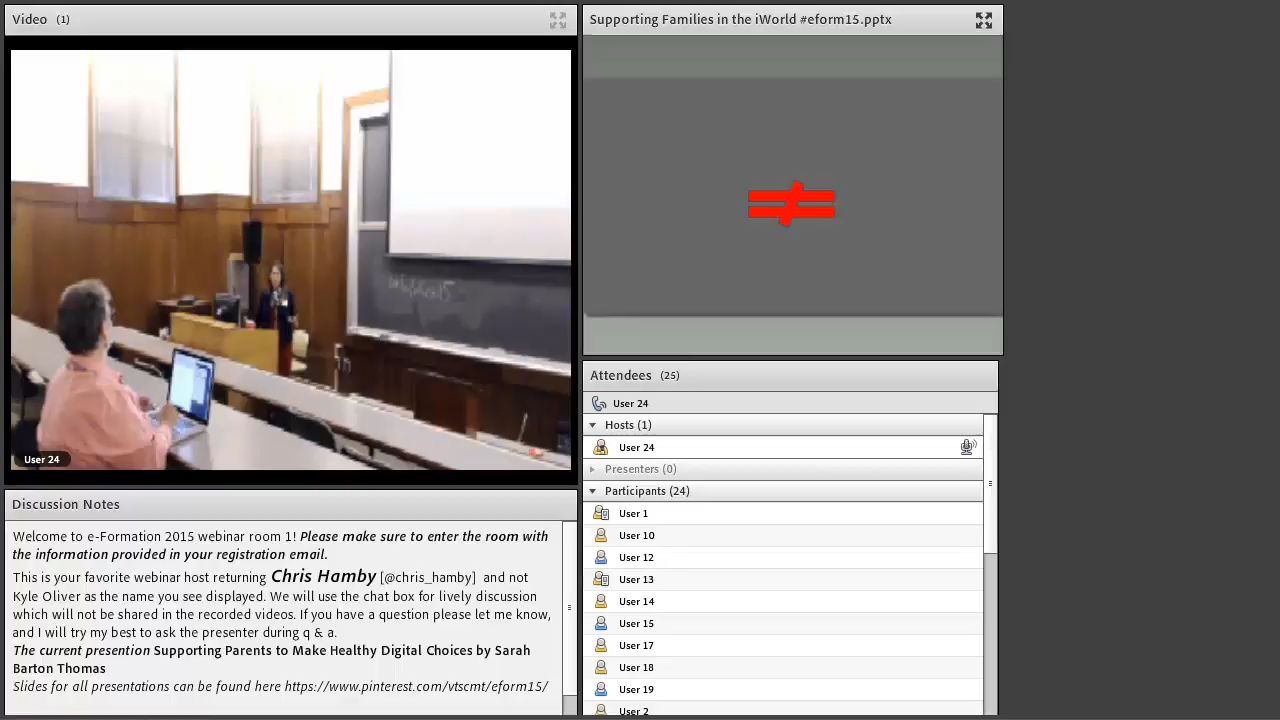 Video (1)
User 24
Supporting Families in the iWorld #eform15.pptx
≠
Attendees (25)
User 24
Hosts (1)
User 24
Presenters (0)
Participants (24)
User 1
User 10
User 12
User 13
User 14
User 15
User 17
User 18
User 19
User 2
Discussion Notes
Welcome to e-Formation 2015 webinar room 1! Please make sure to enter the room with
the information provided in your registration email.
This is your favorite webinar host returning Chris Hamby [@chris_hamby] and not
Kyle Oliver as the name you see displayed. We will use the chat box for lively discussion
which will not be shared in the recorded videos. If you have a question please let me know,
and I will try my best to ask the presenter during q & a.
The current presention Supporting Parents to Make Healthy Digital Choices by Sarah
Barton Thomas
Slides for all presentations can be found here https://www.pinterest.com/vtscmt/eform15/